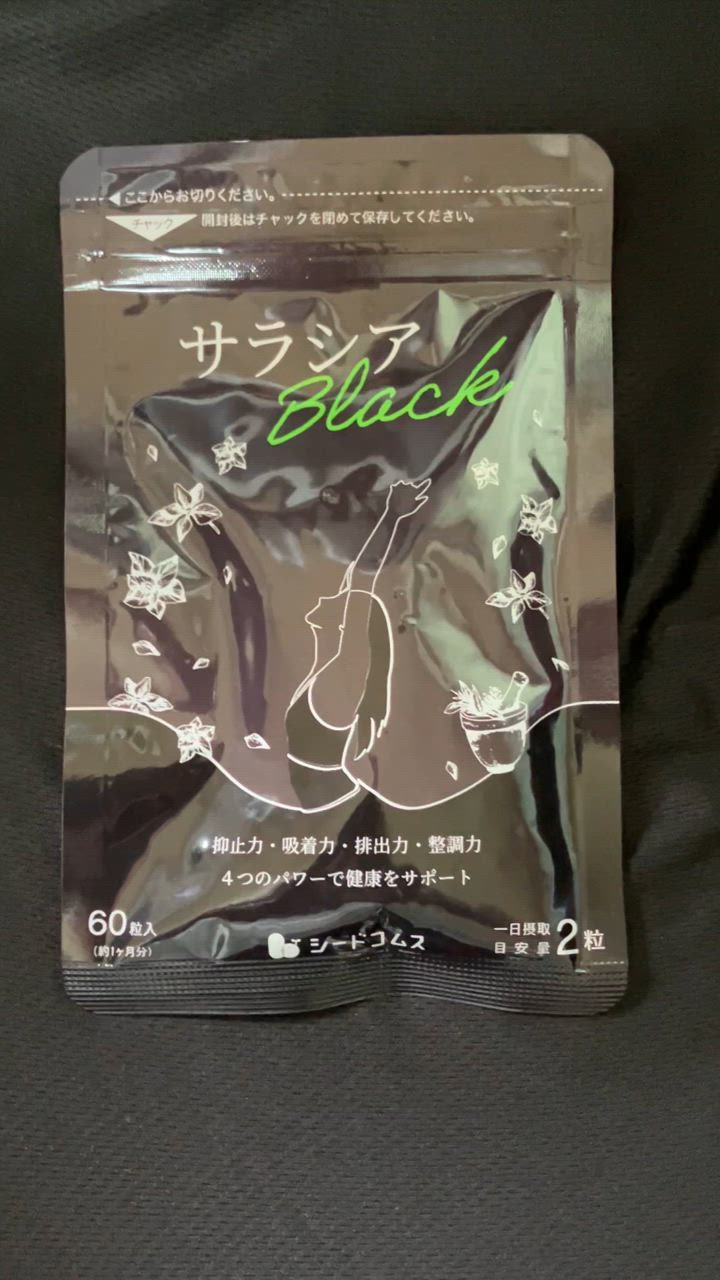 ここからお切りください。
チャック 開封後はチャックを閉めて保存してください。
サラシア
Black
抑止力・吸着力・排出力・整調力
4つのパワーで健康をサポート
60粒入
(約1ヶ月分)
シードコムス
一日摂取
目安量 2粒